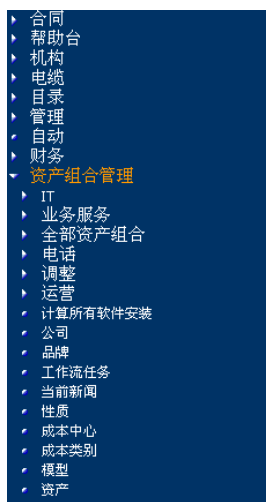 合同
帮助台
机构
电缆
目录
管理
自动
财务
资产组合管理
IT
业务服务
全部资产组合
电话
调整
运营
计算所有软件安装
公司
品牌
工作流任务
当前新闻
性质
成本中心
成本类别
模型
资产